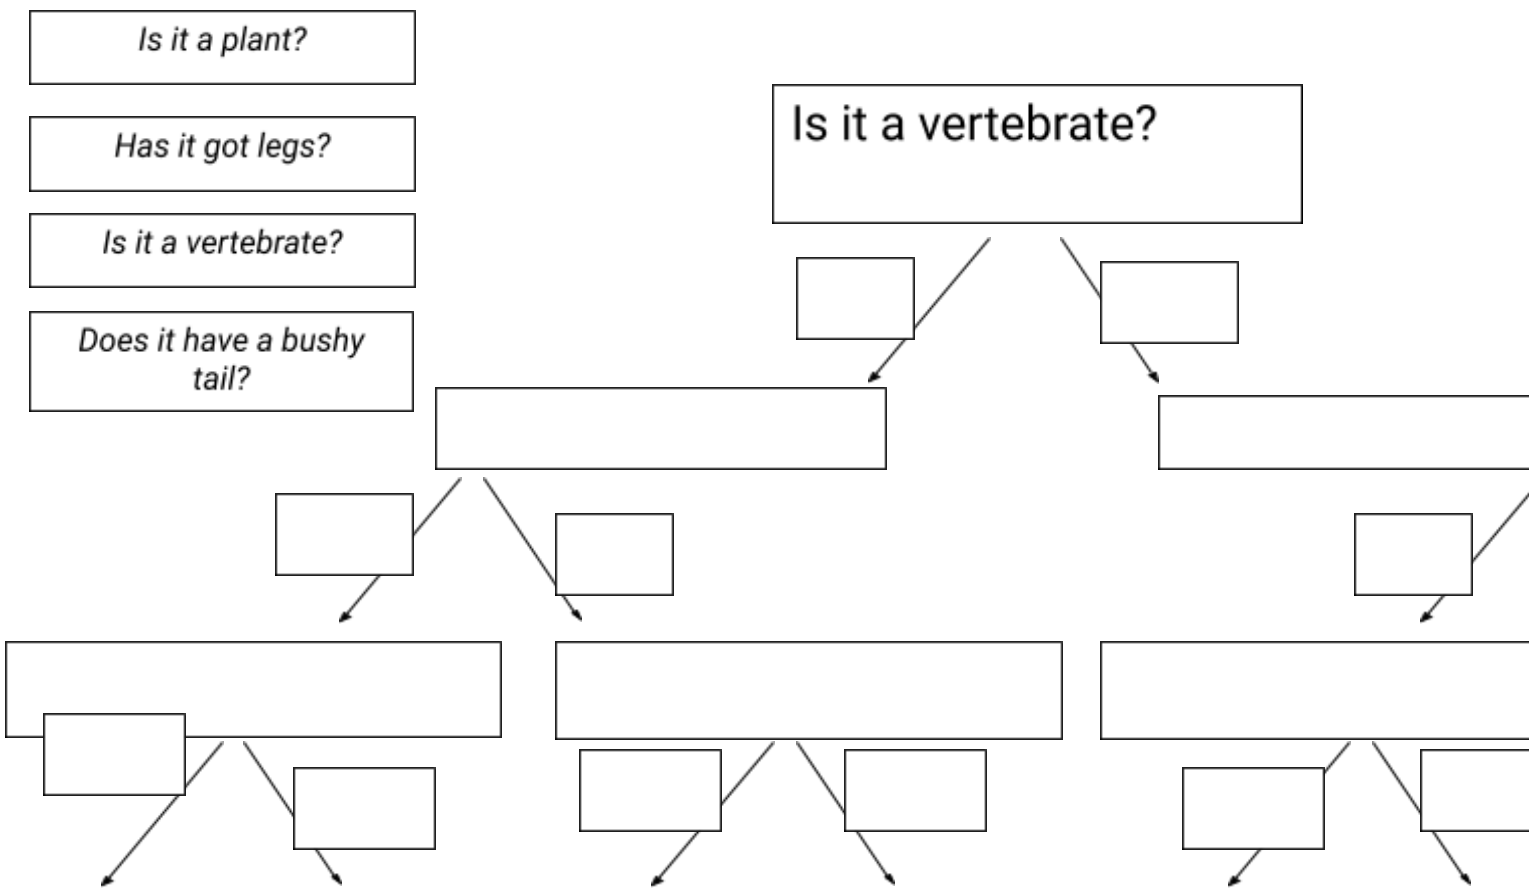 Is it a plant?
Has it got legs?
Is it a vertebrate?
Does it have a bushy
tail?
Is it a vertebrate?